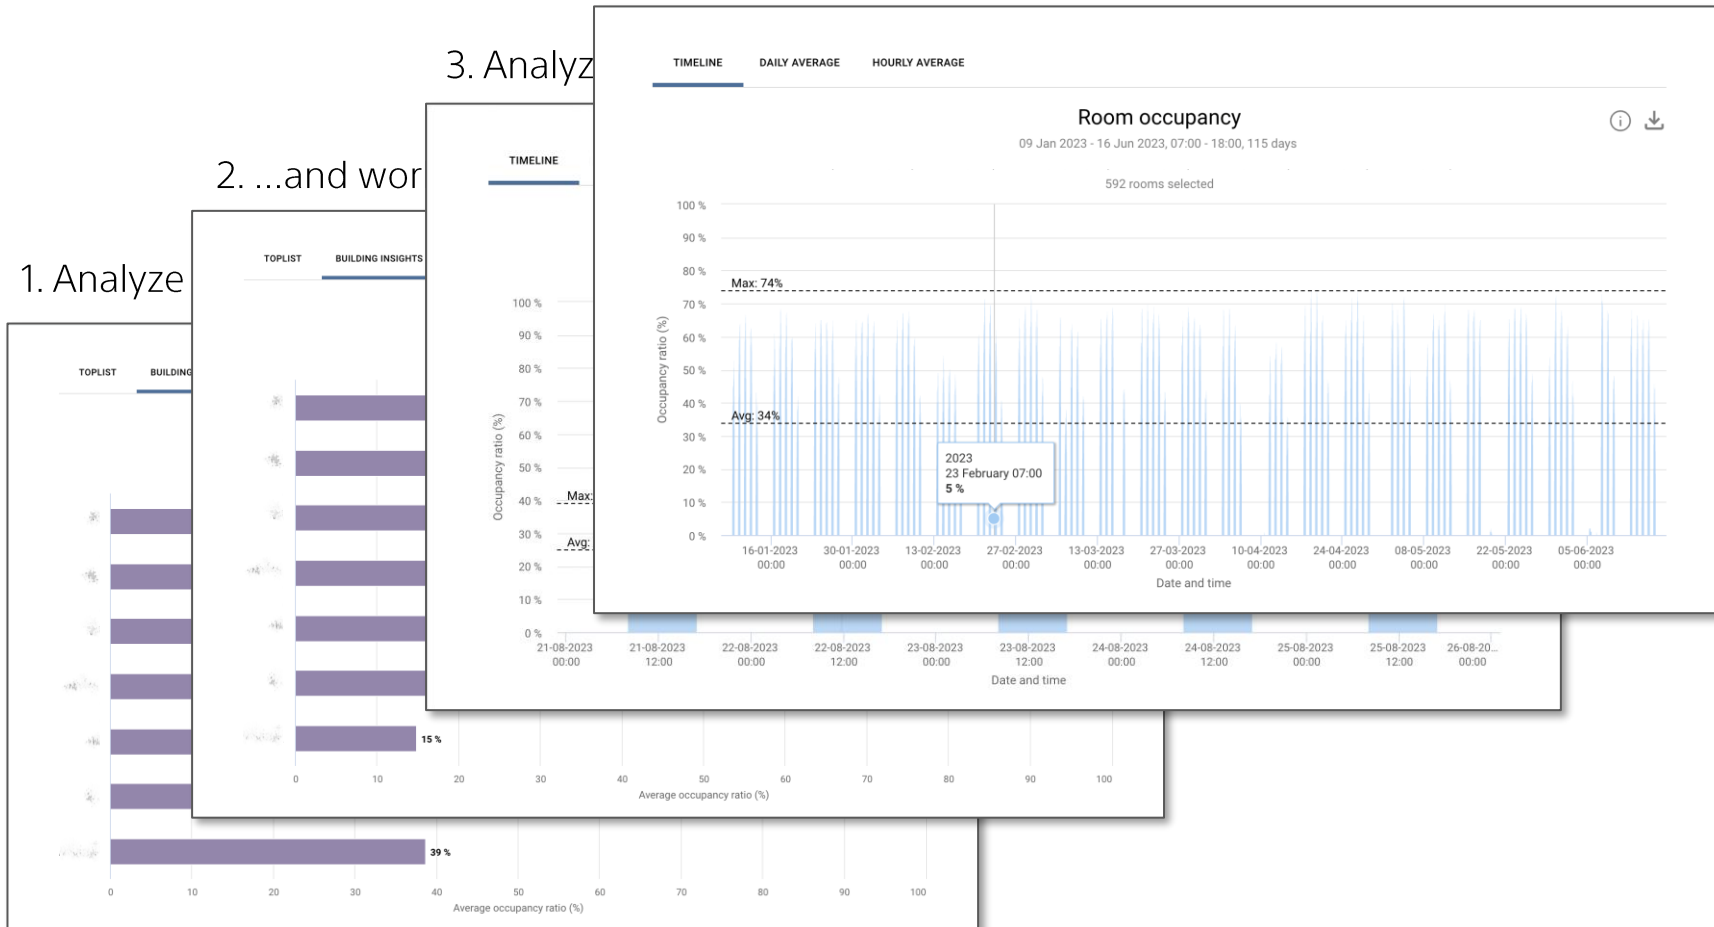 1. Analyze
TOPLIST
BUILDING
39 %
0 10 20 30 40 50 60 70 80 90 100
Average occupancy ratio (%)
2. ...and wor
TOPLIST
BUILDING INSIGHTS
15 %
0 10 20 30 40 50 60 70 80 90 100
Average occupancy ratio (%)
3. Analyz
TIMELINE
100 %
90 %
80 %
70 %
60 %
50 %
40 %
30 %
20 %
10 %
0 %
Occupancy ratio (%)
Max:
Avg:
21-08-2023 21-08-2023 22-08-2023 22-08-2023 23-08-2023 23-08-2023 24-08-2023 24-08-2023 25-08-2023 25-08-2023 26-08-20...
00:00 12:00 00:00 12:00 00:00 12:00 00:00 12:00 00:00 12:00 00:00
Date and time
TIMELINE
DAILY AVERAGE
HOURLY AVERAGE
Room occupancy
09 Jan 2023 - 16 Jun 2023, 07:00 - 18:00, 115 days
592 rooms selected
100 %
90 %
80 %
70 %
60 %
50 %
40 %
30 %
20 %
10 %
0 %
Occupancy ratio (%)
Max: 74%
Avg: 34%
2023
23 February 07:00
5 %
16-01-2023 30-01-2023 13-02-2023 27-02-2023 13-03-2023 27-03-2023 10-04-2023 24-04-2023 08-05-2023 22-05-2023 05-06-2023
00:00 00:00 00:00 00:00 00:00 00:00 00:00 00:00 00:00 00:00 00:00
Date and time